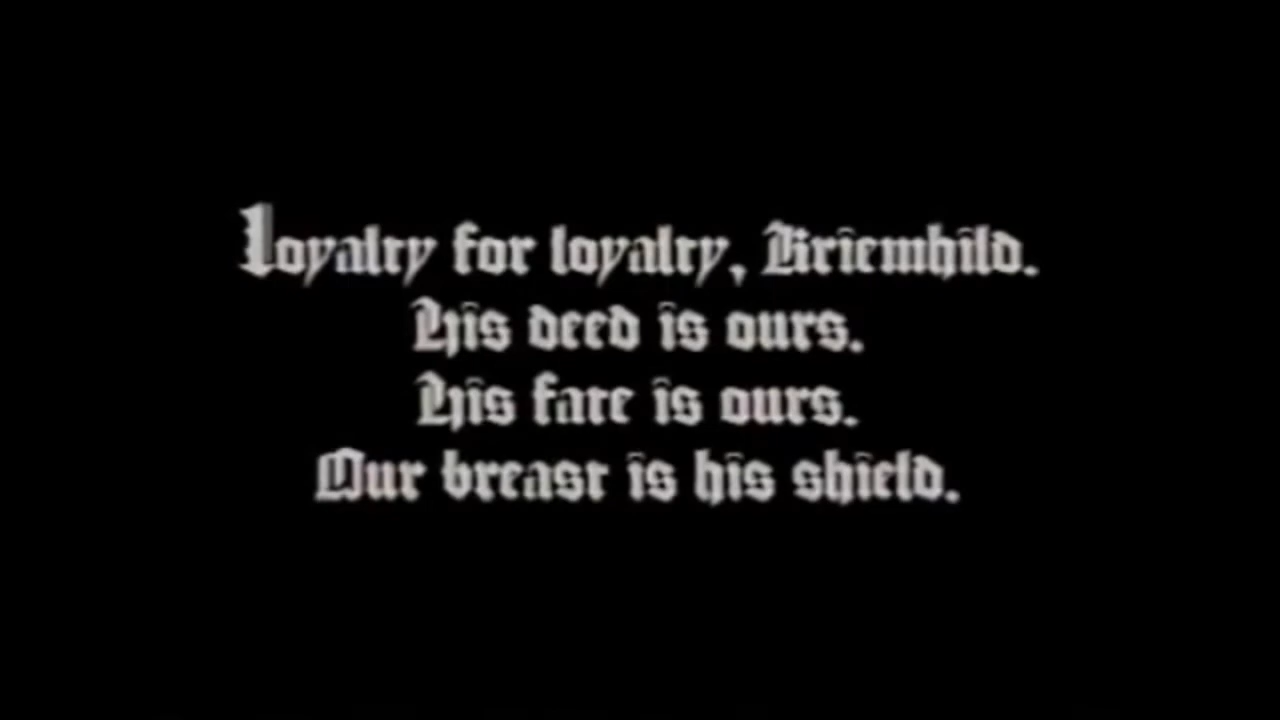 Loyalty for loyalty, Kriemhild.
His deed is ours.
His fate is ours.
Our breast is his shield.